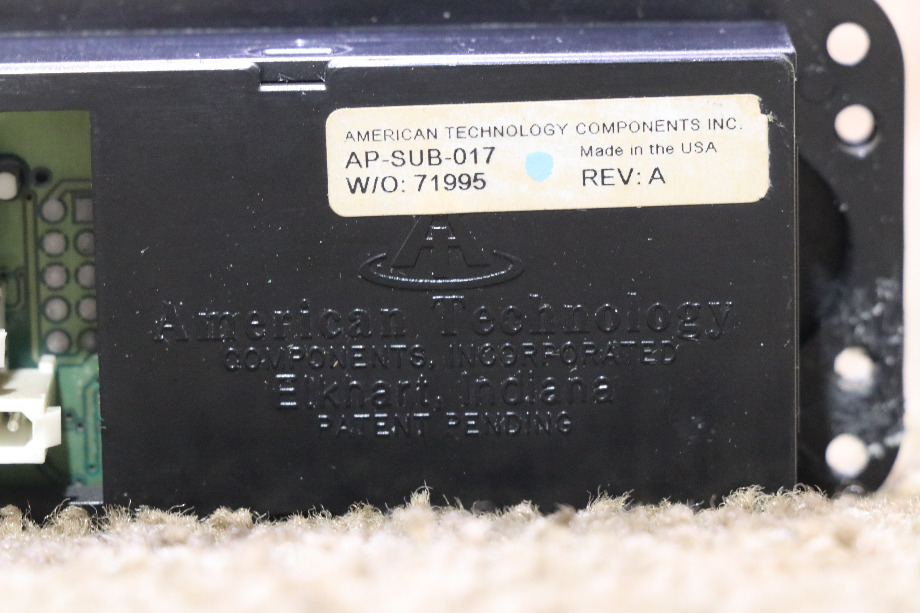 AMERICAN TECHNOLOGY COMPONENTS INC.
AP-SUB-017 Made in the USA
W/O: 71995 REV: A
A
American Technology
COMPONENTS, INCORPORATED
Elkhart, Indiana
PATENT PENDING